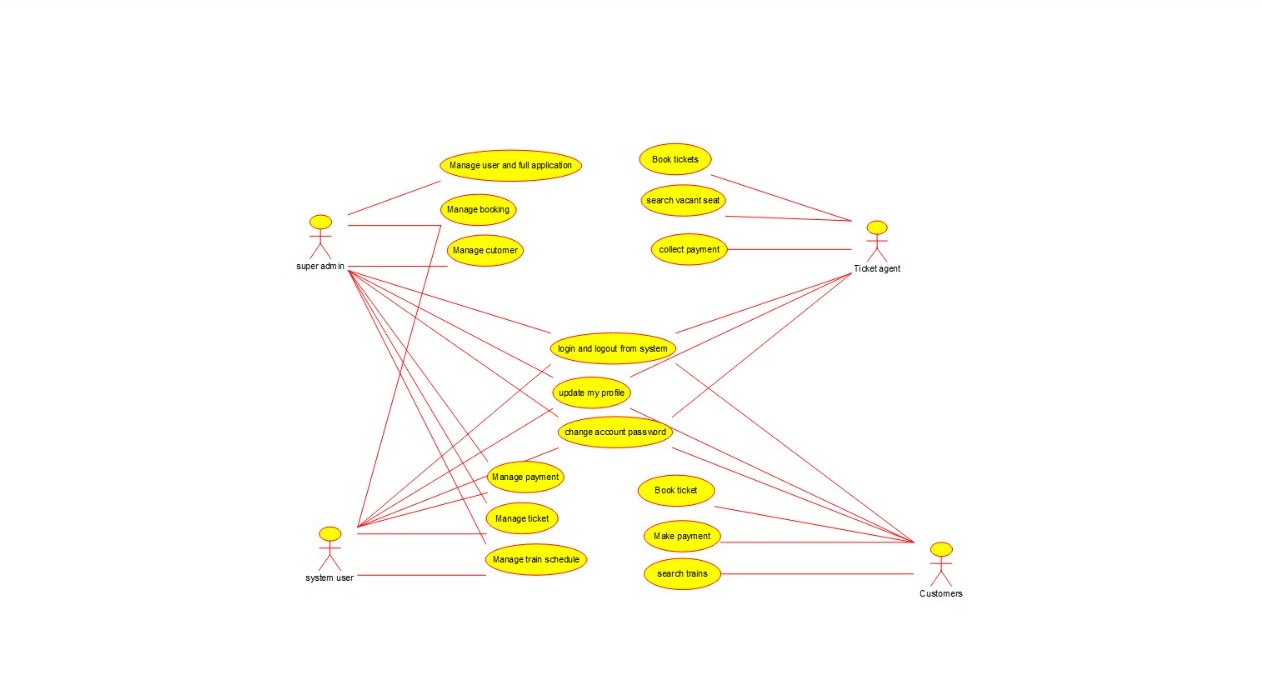 Manage user and full application
Book tickets
Manage booking
search vacant seat
Manage cutomer
collect payment
super admin
Ticket agent
login and logout from system
update my profile
change account password
Manage payment
Book ticket
Manage ticket
Make payment
Manage train schedule
search trains
system user
Customers